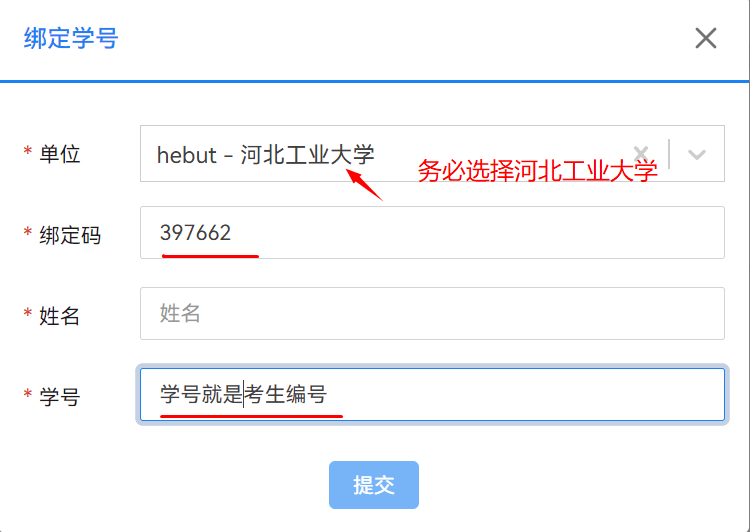 绑定学号
* 单位
hebut - 河北工业大学
务必选择河北工业大学
* 绑定码
397662
* 姓名
姓名
* 学号
学号就是考生编号
提交